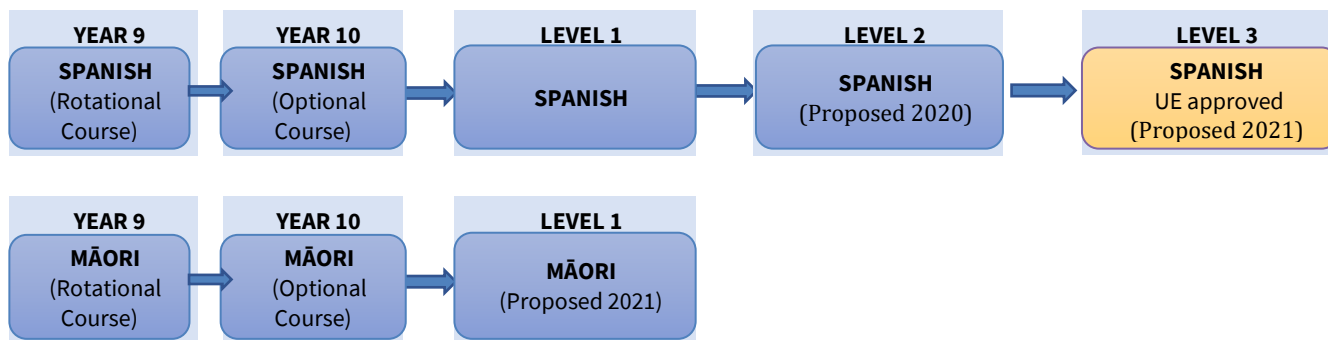 YEAR 9
YEAR 10
LEVEL 1
LEVEL 2
LEVEL 3
SPANISH
(Rotational
Course)
SPANISH
(Optional
Course)
SPANISH
SPANISH
(Proposed 2020)
SPANISH
UE approved
(Proposed 2021)
YEAR 9
YEAR 10
LEVEL 1
MĀORI
(Rotational
Course)
MĀORI
(Optional
Course)
MĀORI
(Proposed 2021)